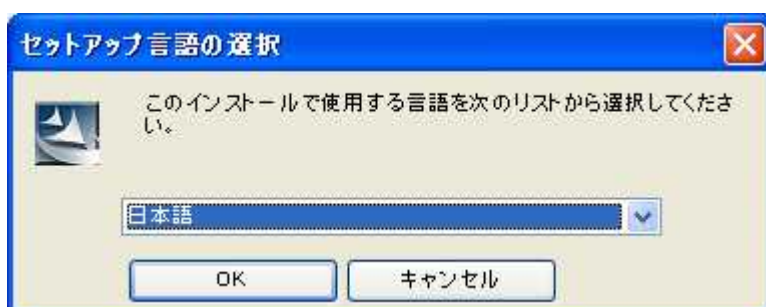 セットアップ言語の選択
このインストールで使用する言語を次のリストから選択してくださ
い。
日本語
OK
キャンセル